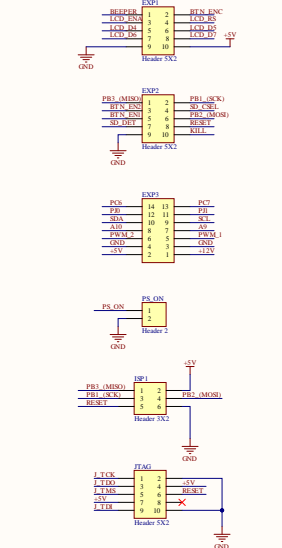 EXP1
BEEPER 1 2 BTN_ENC
LCD_ENA 3 4 LCD_RS
LCD_D4 5 6 LCD_D5
LCD_D6 7 8 LCD_D7 +5V
9 10
GND
Header 5X2
EXP2
PB3_(MISO) 1 2 PB1_(SCK)
BTN_EN2 3 4 SD_CSEL
BTN_EN1 5 6 PB2_(MOSI)
SD_DET 7 8 RESET
9 10 KILL
Header 5X2
GND
EXP3
PC6 14 13 PC7
PJ0 12 11 PJ1
SDA 10 9 SCL
A10 8 7 A9
PWM_2 6 5 PWM_1
GND 4 3 GND
+5V 2 1 +12V
Header 5X2
PS_ON
PS_ON 1
2
Header 2
GND
+5V
ISP1
PB3_(MISO) 1 2
PB1_(SCK) 3 4 PB2_(MOSI)
RESET 5 6
Header 3X2
GND
JTAG
J_TCK 1 2
J_TDO 3 4 +5V
J_TMS 5 6 RESET
+5V 7 8
J_TDI 9 10
Header 5X2
GND